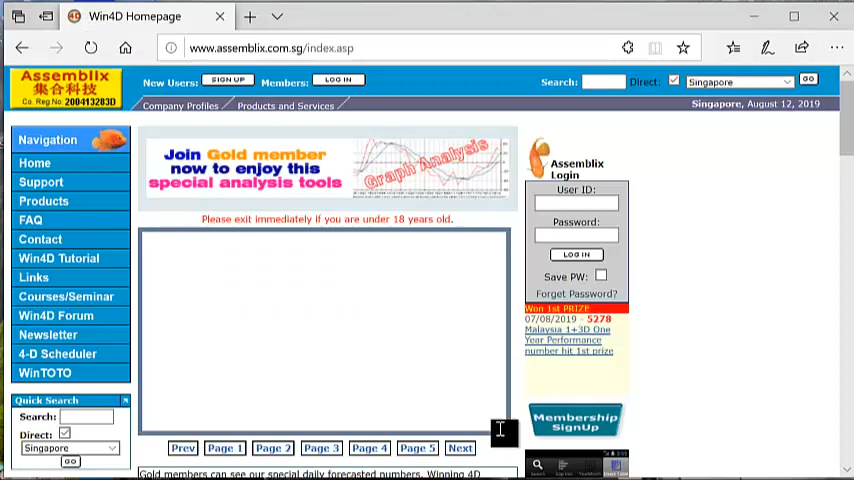 Win4D Homepage
www.assemblix.com.sg/index.asp
Assemblix
集合科技
Co. Reg No. 200413283D
New Users: SIGN UP Members: LOG IN
Search: Direct: Singapore GO
Company Profiles Products and Services
Singapore, August 12, 2019
Navigation
Home
Support
Products
FAQ
Contact
Win4D Tutorial
Links
Courses/Seminar
Win4D Forum
Newsletter
4-D Scheduler
WinTOTO
Quick Search
Search:
Direct:
Singapore
GO
Join Gold member
now to enjoy this
special analysis tools
Graph Analysis
Please exit immediately if you are under 18 years old.
Prev Page 1 Page 2 Page 3 Page 4 Page 5 Next
Gold members can see our special daily forecasted numbers. Winning 4D
Assemblix
Login
User ID:
Password:
LOG IN
Save PW:
Forget Password?
Won 1st PRIZE
07/08/2019 - 5278
Malaysia 1+3D One
Year Performance
number hit 1st prize
Membership
SignUp